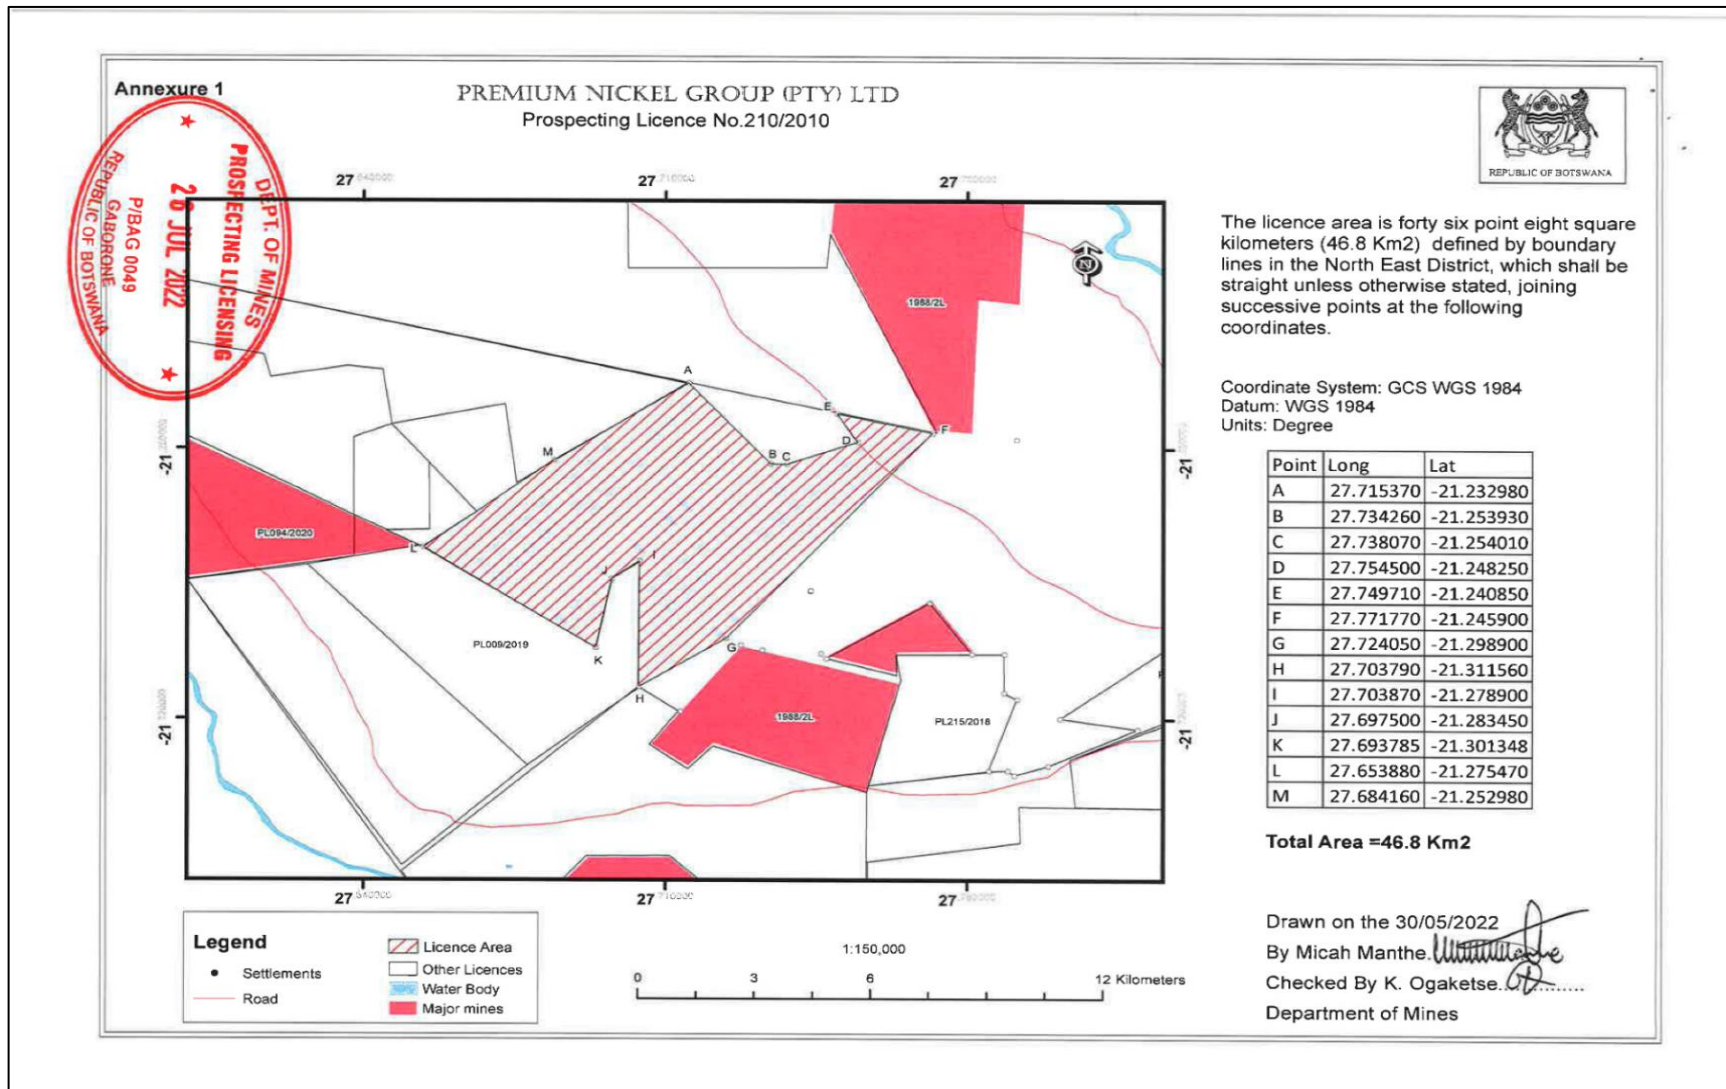 Annexure 1
PREMIUM NICKEL GROUP (PTY) LTD
Prospecting Licence No.210/2010
DEPT. OF MINES
PROSPECTING LICENSING
26 JUL 2022
P/BAG 0049
GABORONE
REPUBLIC OF BOTSWANA
REPUBLIC OF BOTSWANA
The licence area is forty six point eight square
kilometers (46.8 Km2) defined by boundary
lines in the North East District, which shall be
straight unless otherwise stated, joining
successive points at the following
coordinates.
Coordinate System: GCS WGS 1984
Datum: WGS 1984
Units: Degree
Point Long Lat
A 27.715370 -21.232980
B 27.734260 -21.253930
C 27.738070 -21.254010
D 27.754500 -21.248250
E 27.749710 -21.240850
F 27.771770 -21.245900
G 27.724050 -21.298900
H 27.703790 -21.311560
I 27.703870 -21.278900
J 27.697500 -21.283450
K 27.693785 -21.301348
L 27.653880 -21.275470
M 27.684160 -21.252980
Total Area =46.8 Km2
Drawn on the 30/05/2022
By Micah Manthe.
Checked By K. Ogaketse..............
Department of Mines
27
27
27
N
1988/2L
A
E
F
D
M
B C
-21
-21
PL094/2020
L
I
J
PL009/2019
K
G
H
1988/2L
PL215/2018
-21
-21
27
27
27
Legend
Settlements
Road
Licence Area
Other Licences
Water Body
Major mines
1:150,000
0 3 6 12 Kilometers